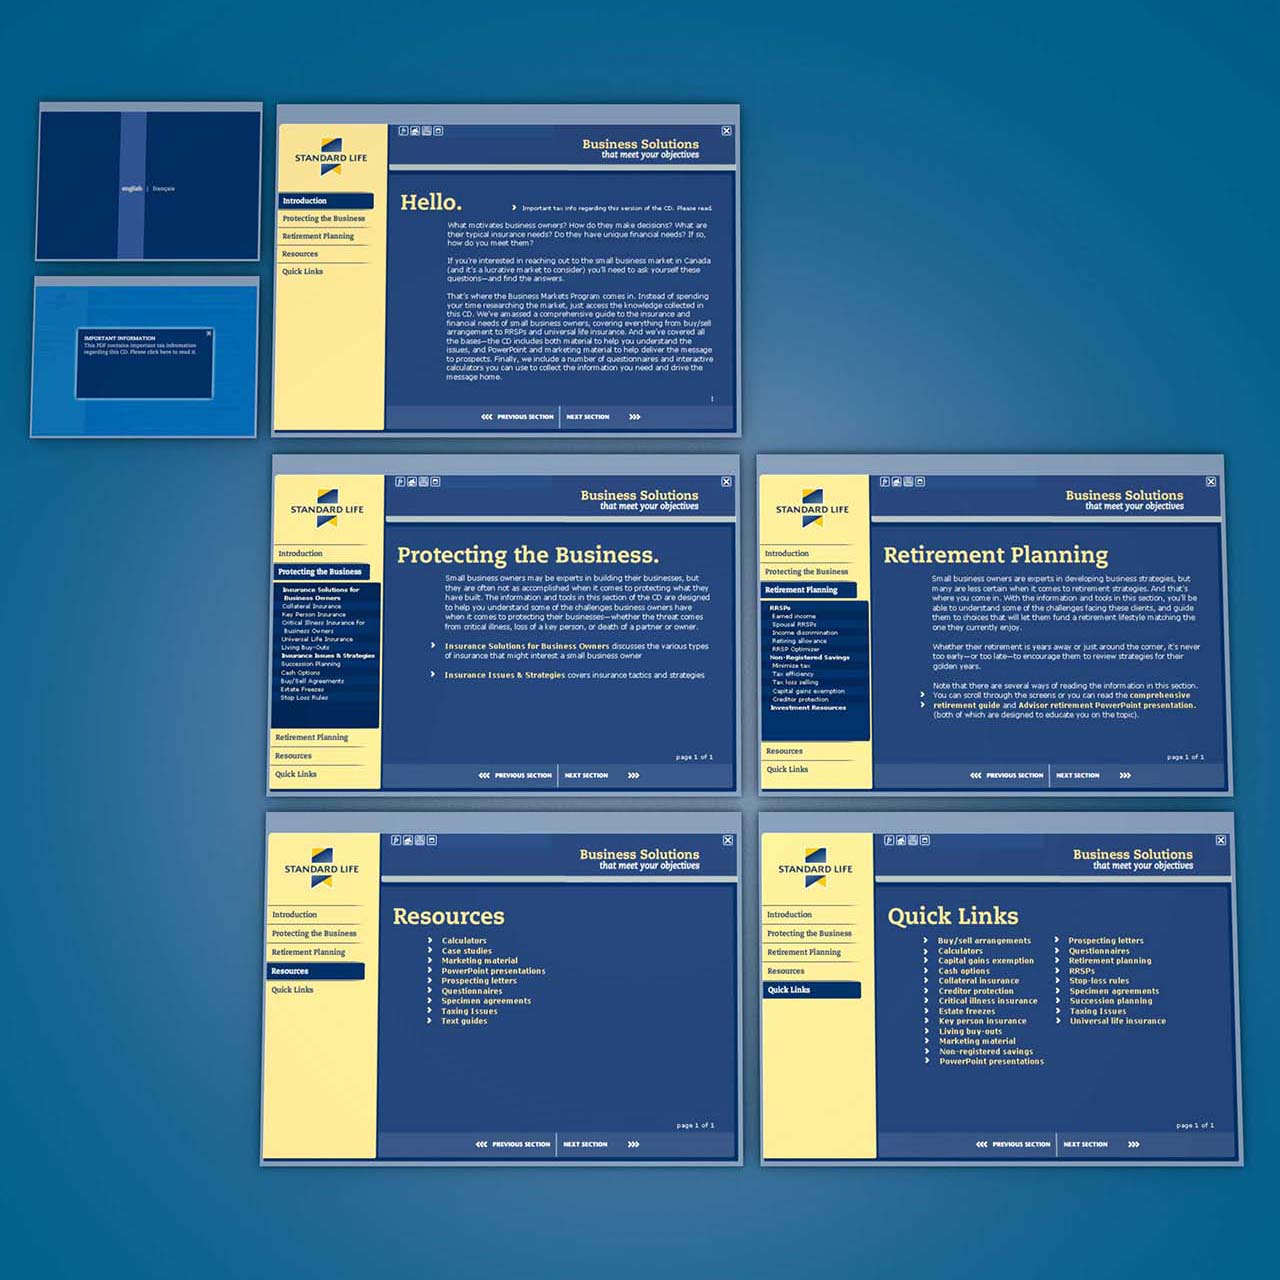 english | français
IMPORTANT INFORMATION
This PDF contains important tax information
regarding this CD. Please click here to read it.
STANDARD LIFE
Business Solutions
that meet your objectives
Introduction
Protecting the Business
Retirement Planning
Resources
Quick Links
Hello.
Important tax info regarding this version of the CD. Please read.
What motivates business owners? How do they make decisions? What are
their typical insurance needs? Do they have unique financial needs? If so,
how do you meet them?
If you're interested in reaching out to the small business market in Canada
(and it's a lucrative market to consider) you'll need to ask yourself these
questions—and find the answers.
That's where the Business Markets Program comes in. Instead of spending
your time researching the market, just access the knowledge collected in
this CD. We've amassed a comprehensive guide to the insurance and
financial needs of small business owners, covering everything from buy/sell
arrangement to RRSPs and universal life insurance. And we've covered all
the bases—the CD includes both material to help you understand the
issues, and PowerPoint and marketing material to help deliver the message
to prospects. Finally, we include a number of questionnaires and interactive
calculators you can use to collect the information you need and drive the
message home.
PREVIOUS SECTION NEXT SECTION
STANDARD LIFE
Business Solutions
that meet your objectives
Introduction
Protecting the Business
Insurance Solutions for
Business Owners
Collateral Insurance
Key Person Insurance
Critical Illness Insurance for
Business Owners
Universal Life Insurance
Living Buy-Outs
Insurance Issues & Strategies
Succession Planning
Cash Options
Buy/Sell Agreements
Estate Freezes
Stop Loss Rules
Retirement Planning
Resources
Quick Links
Protecting the Business.
Small business owners may be experts in building their businesses, but
they are often not as accomplished when it comes to protecting what they
have built. The information and tools in this section of the CD are designed
to help you understand some of the challenges business owners have
when it comes to protecting their businesses—whether the threat comes
from critical illness, loss of a key person, or death of a partner or owner.
Insurance Solutions for Business Owners discusses the various types
of insurance that might interest a small business owner
Insurance Issues & Strategies covers insurance tactics and strategies
page 1 of 1
PREVIOUS SECTION NEXT SECTION
STANDARD LIFE
Business Solutions
that meet your objectives
Introduction
Protecting the Business
Retirement Planning
RRSPs
Earned income
Spousal RRSPs
Income discrimination
Retiring allowance
RRSP Optimizer
Non-Registered Savings
Minimize tax
Tax efficiency
Tax loss selling
Capital gains exemption
Creditor protection
Investment Resources
Resources
Quick Links
Retirement Planning
Small business owners are experts in developing business strategies, but
many are less certain when it comes to retirement strategies. And that's
where you come in. With the information and tools in this section, you'll be
able to understand some of the challenges facing these clients, and guide
them to choices that will let them fund a retirement lifestyle matching the
one they currently enjoy.
Whether their retirement is years away or just around the corner, it's never
too early—or too late—to encourage them to review strategies for their
golden years.
Note that there are several ways of reading the information in this section.
You can scroll through the screens or you can read the comprehensive
retirement guide and Advisor retirement PowerPoint presentation.
(both of which are designed to educate you on the topic).
page 1 of 1
PREVIOUS SECTION NEXT SECTION
STANDARD LIFE
Business Solutions
that meet your objectives
Introduction
Protecting the Business
Retirement Planning
Resources
Quick Links
Resources
Calculators
Case studies
Marketing material
PowerPoint presentations
Prospecting letters
Questionnaires
Specimen agreements
Taxing Issues
Text guides
page 1 of 1
PREVIOUS SECTION NEXT SECTION
STANDARD LIFE
Business Solutions
that meet your objectives
Introduction
Protecting the Business
Retirement Planning
Resources
Quick Links
Quick Links
Buy/sell arrangements
Calculators
Capital gains exemption
Cash options
Collateral insurance
Creditor protection
Critical illness insurance
Estate freezes
Key person insurance
Living buy-outs
Marketing material
Non-registered savings
PowerPoint presentations
Prospecting letters
Questionnaires
Retirement planning
RRSPs
Stop-loss rules
Specimen agreements
Succession planning
Taxing Issues
Universal life insurance
page 1 of 1
PREVIOUS SECTION NEXT SECTION